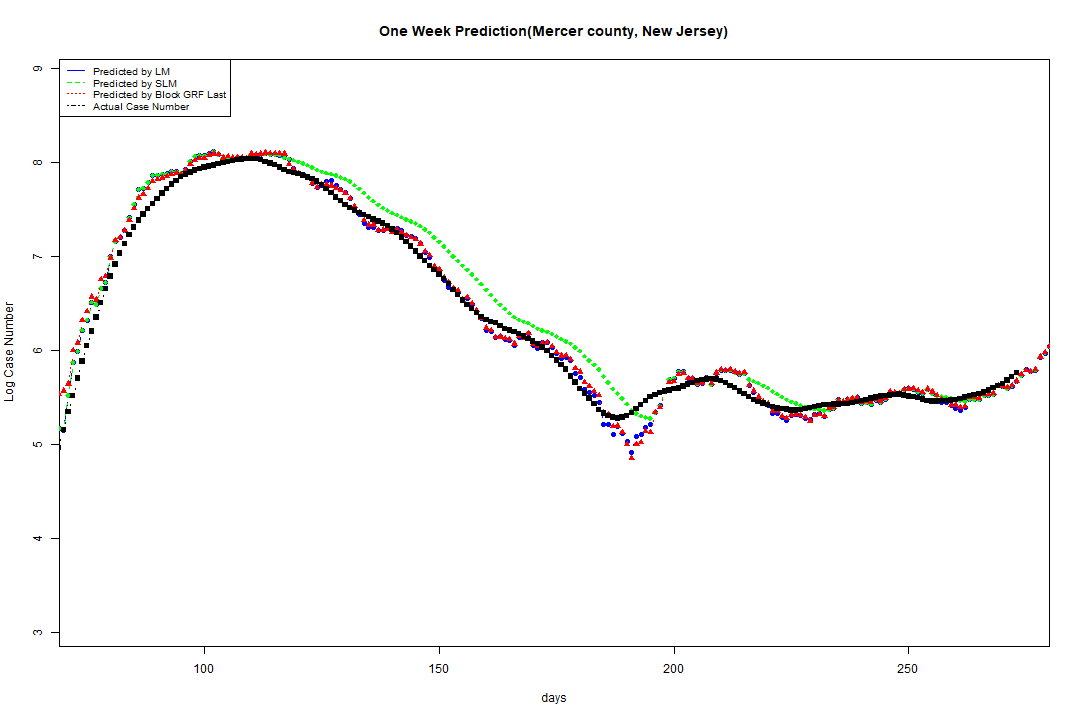 One Week Prediction(Mercer county, New Jersey)
Predicted by LM
Predicted by SLM
Predicted by Block GRF Last
Actual Case Number
9
8
7
6
5
4
3
Log Case Number
100 150 200 250
days